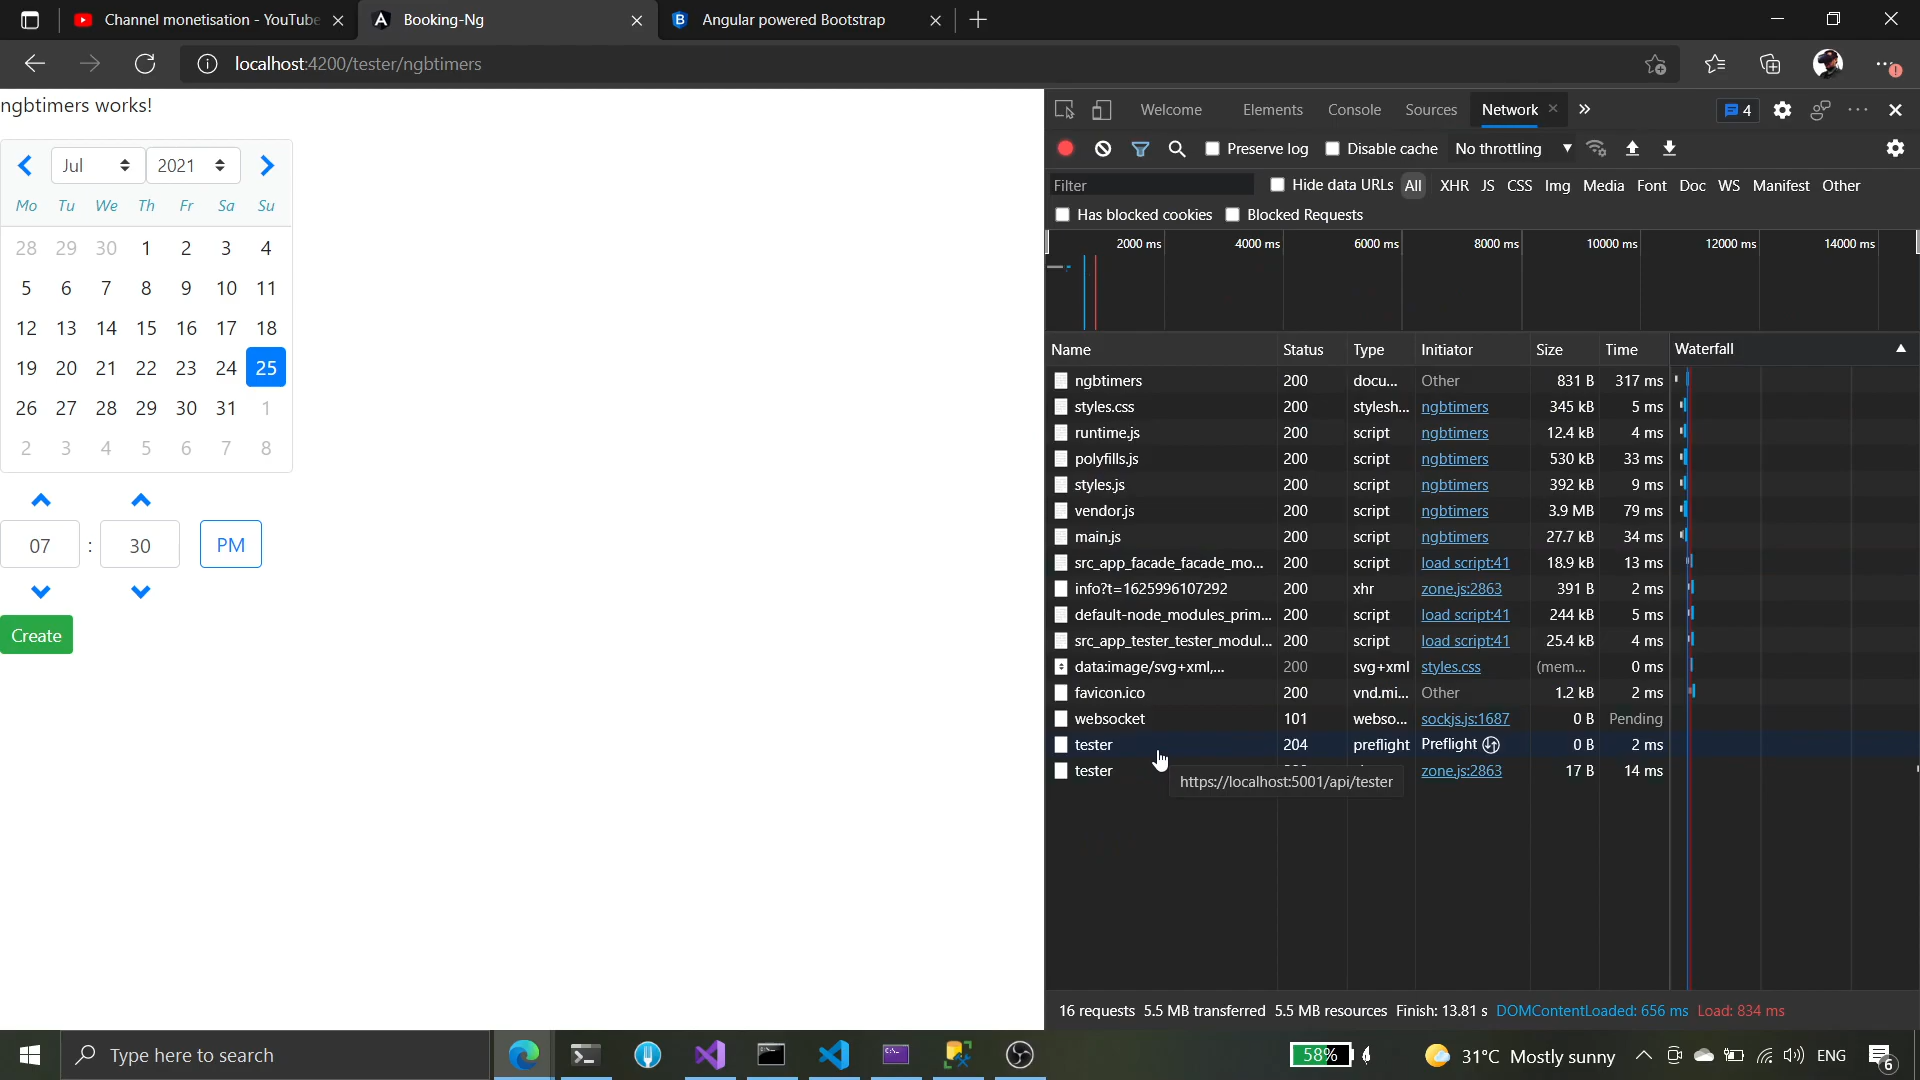 Channel monetisation - YouTube
Booking-Ng
Angular powered Bootstrap
localhost:4200/tester/ngbtimers
ngbtimers works!
Jul
2021
Mo Tu We Th Fr Sa Su
28 29 30 1 2 3 4
5 6 7 8 9 10 11
12 13 14 15 16 17 18
19 20 21 22 23 24 25
26 27 28 29 30 31 1
2 3 4 5 6 7 8
07 : 30 PM
Create
Welcome Elements Console Sources Network 4
Preserve log Disable cache No throttling
Filter Hide data URLs All XHR JS CSS Img Media Font Doc WS Manifest Other
Has blocked cookies Blocked Requests
2000 ms 4000 ms 6000 ms 8000 ms 10000 ms 12000 ms 14000 ms
Name Status Type Initiator Size Time Waterfall
ngbtimers 200 docu... Other 831 B 317 ms
styles.css 200 stylesh... ngbtimers 345 kB 5 ms
runtime.js 200 script ngbtimers 12.4 kB 4 ms
polyfills.js 200 script ngbtimers 530 kB 33 ms
styles.js 200 script ngbtimers 392 kB 9 ms
vendor.js 200 script ngbtimers 3.9 MB 79 ms
main.js 200 script ngbtimers 27.7 kB 34 ms
src_app_facade_facade_mo... 200 script load script:41 18.9 kB 13 ms
info?t=1625996107292 200 xhr zone.js:2863 391 B 2 ms
default-node_modules_prim... 200 script load script:41 244 kB 5 ms
src_app_tester_tester_modul... 200 script load script:41 25.4 kB 4 ms
data:image/svg+xml,... 200 svg+xml styles.css (mem... 0 ms
favicon.ico 200 vnd.mi... Other 1.2 kB 2 ms
websocket 101 webso... sockjs.js:1687 0 B Pending
tester 204 preflight Preflight 0 B 2 ms
tester zone.js:2863 17 B 14 ms
https://localhost:5001/api/tester
16 requests 5.5 MB transferred 5.5 MB resources Finish: 13.81 s DOMContentLoaded: 656 ms Load: 834 ms
Type here to search
58%
31°C Mostly sunny
ENG
6